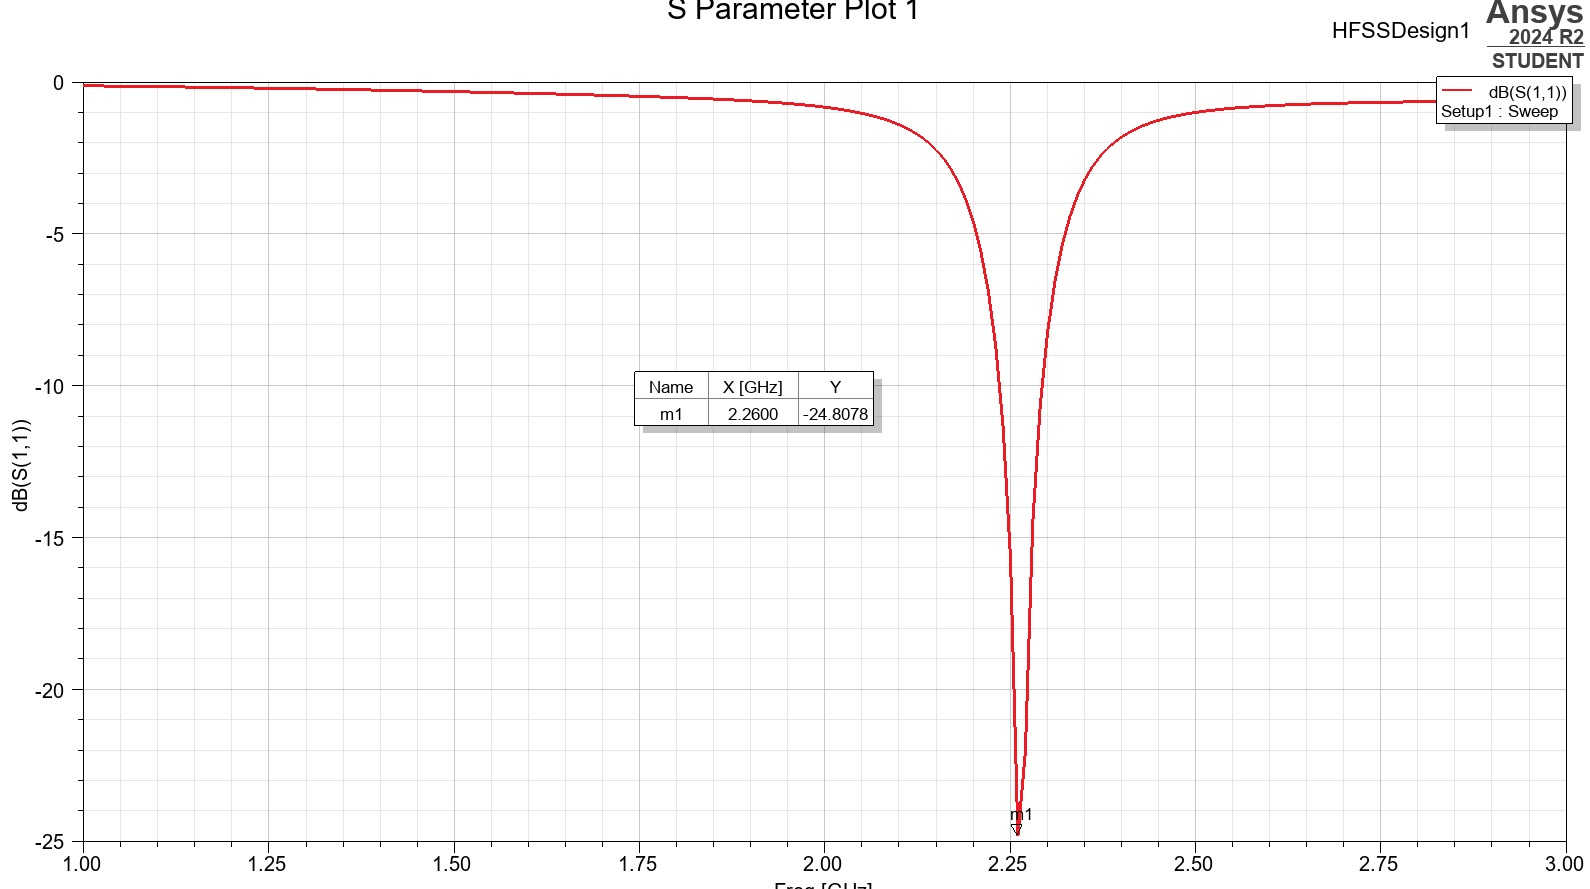 S Parameter Plot 1
HFSSDesign1
Ansys
2024 R2
STUDENT
dB(S(1,1))
Setup1 : Sweep
0
-5
-10
-15
-20
-25
dB(S(1,1))
Name X [GHz] Y
m1 2.2600 -24.8078
m1
1.00 1.25 1.50 1.75 2.00 2.25 2.50 2.75 3.00
Freq [GHz]